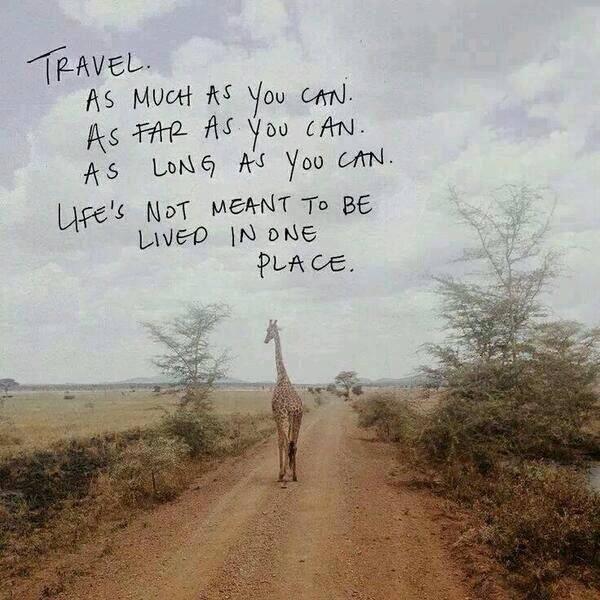 TRAVEL.
AS MUCH AS YOU CAN.
AS FAR AS YOU CAN.
AS LONG AS YOU CAN.
LIFE'S NOT MEANT TO BE
LIVED IN ONE
PLACE.